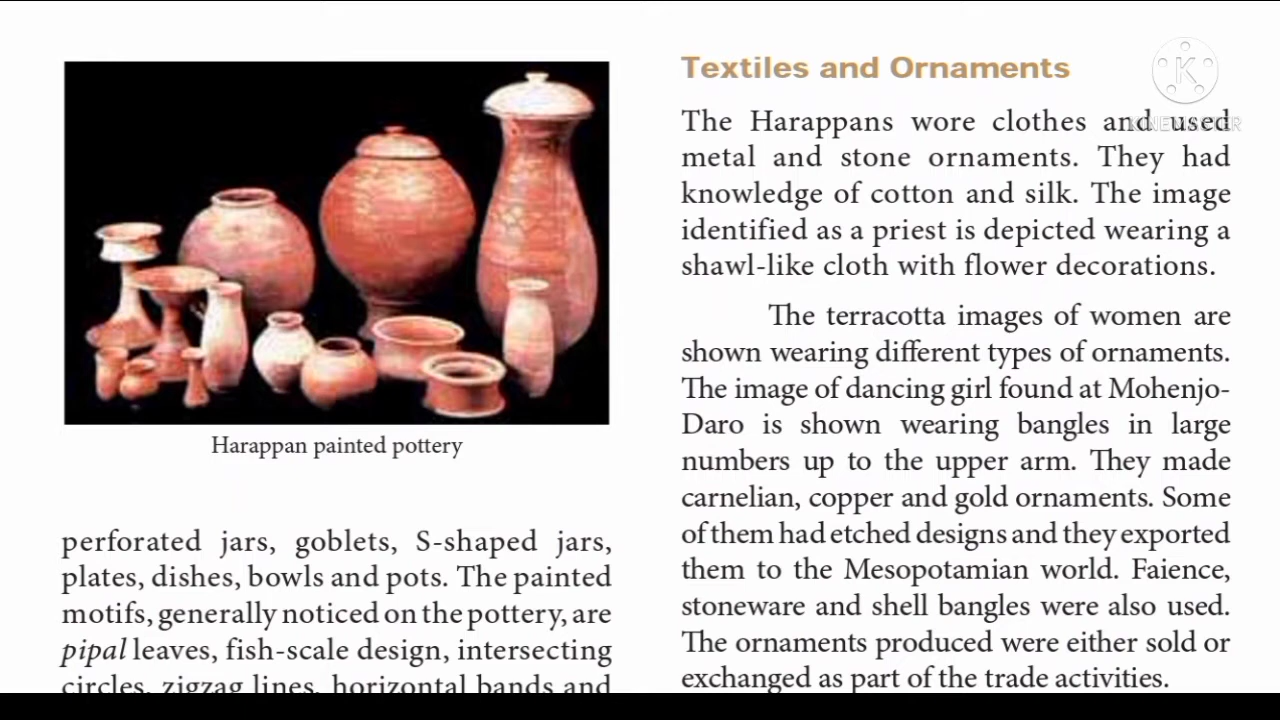 Harappan painted pottery
perforated jars, goblets, S-shaped jars,
plates, dishes, bowls and pots. The painted
motifs, generally noticed on the pottery, are
pipal leaves, fish-scale design, intersecting
circles, zigzag lines, horizontal bands and
Textiles and Ornaments
The Harappans wore clothes and used
metal and stone ornaments. They had
knowledge of cotton and silk. The image
identified as a priest is depicted wearing a
shawl-like cloth with flower decorations.
The terracotta images of women are
shown wearing different types of ornaments.
The image of dancing girl found at Mohenjo-
Daro is shown wearing bangles in large
numbers up to the upper arm. They made
carnelian, copper and gold ornaments. Some
of them had etched designs and they exported
them to the Mesopotamian world. Faience,
stoneware and shell bangles were also used.
The ornaments produced were either sold or
exchanged as part of the trade activities.
K
KINEMASTER